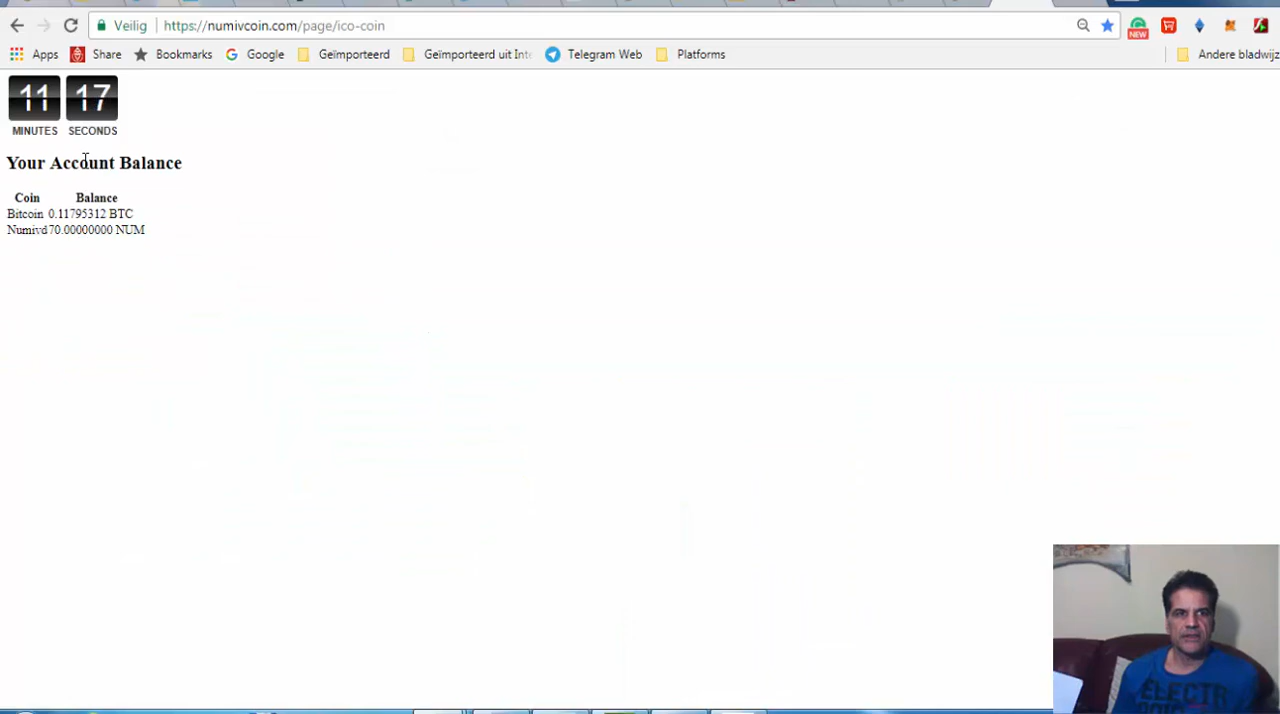 Veilig https://numivcoin.com/page/ico-coin
NEW
Apps Share Bookmarks Google Geïmporteerd Geïmporteerd uit Telegram Web Platforms Andere bladwijz
11 17
MINUTES SECONDS
Your Account Balance
Coin Balance
Bitcoin 0.11795312 BTC
Numivd 70.00000000 NUM
ELECTR